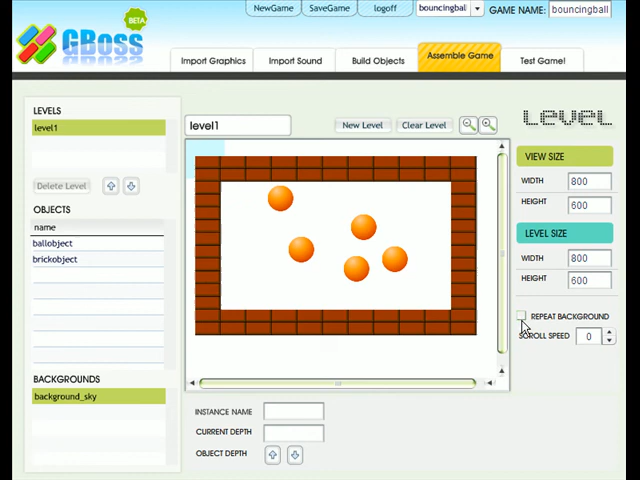 NewGame
SaveGame
logoff
bouncingball
GAME NAME:
bouncingball
BETA
GBoss
Import Graphics
Import Sound
Build Objects
Assemble Game
Test Game!
LEVELS
level1
Delete Level
OBJECTS
name
ballobject
brickobject
BACKGROUNDS
background_sky
level1
New Level
Clear Level
LEVEL
VIEW SIZE
WIDTH
800
HEIGHT
600
LEVEL SIZE
WIDTH
800
HEIGHT
600
REPEAT BACKGROUND
SCROLL SPEED
0
INSTANCE NAME
CURRENT DEPTH
OBJECT DEPTH